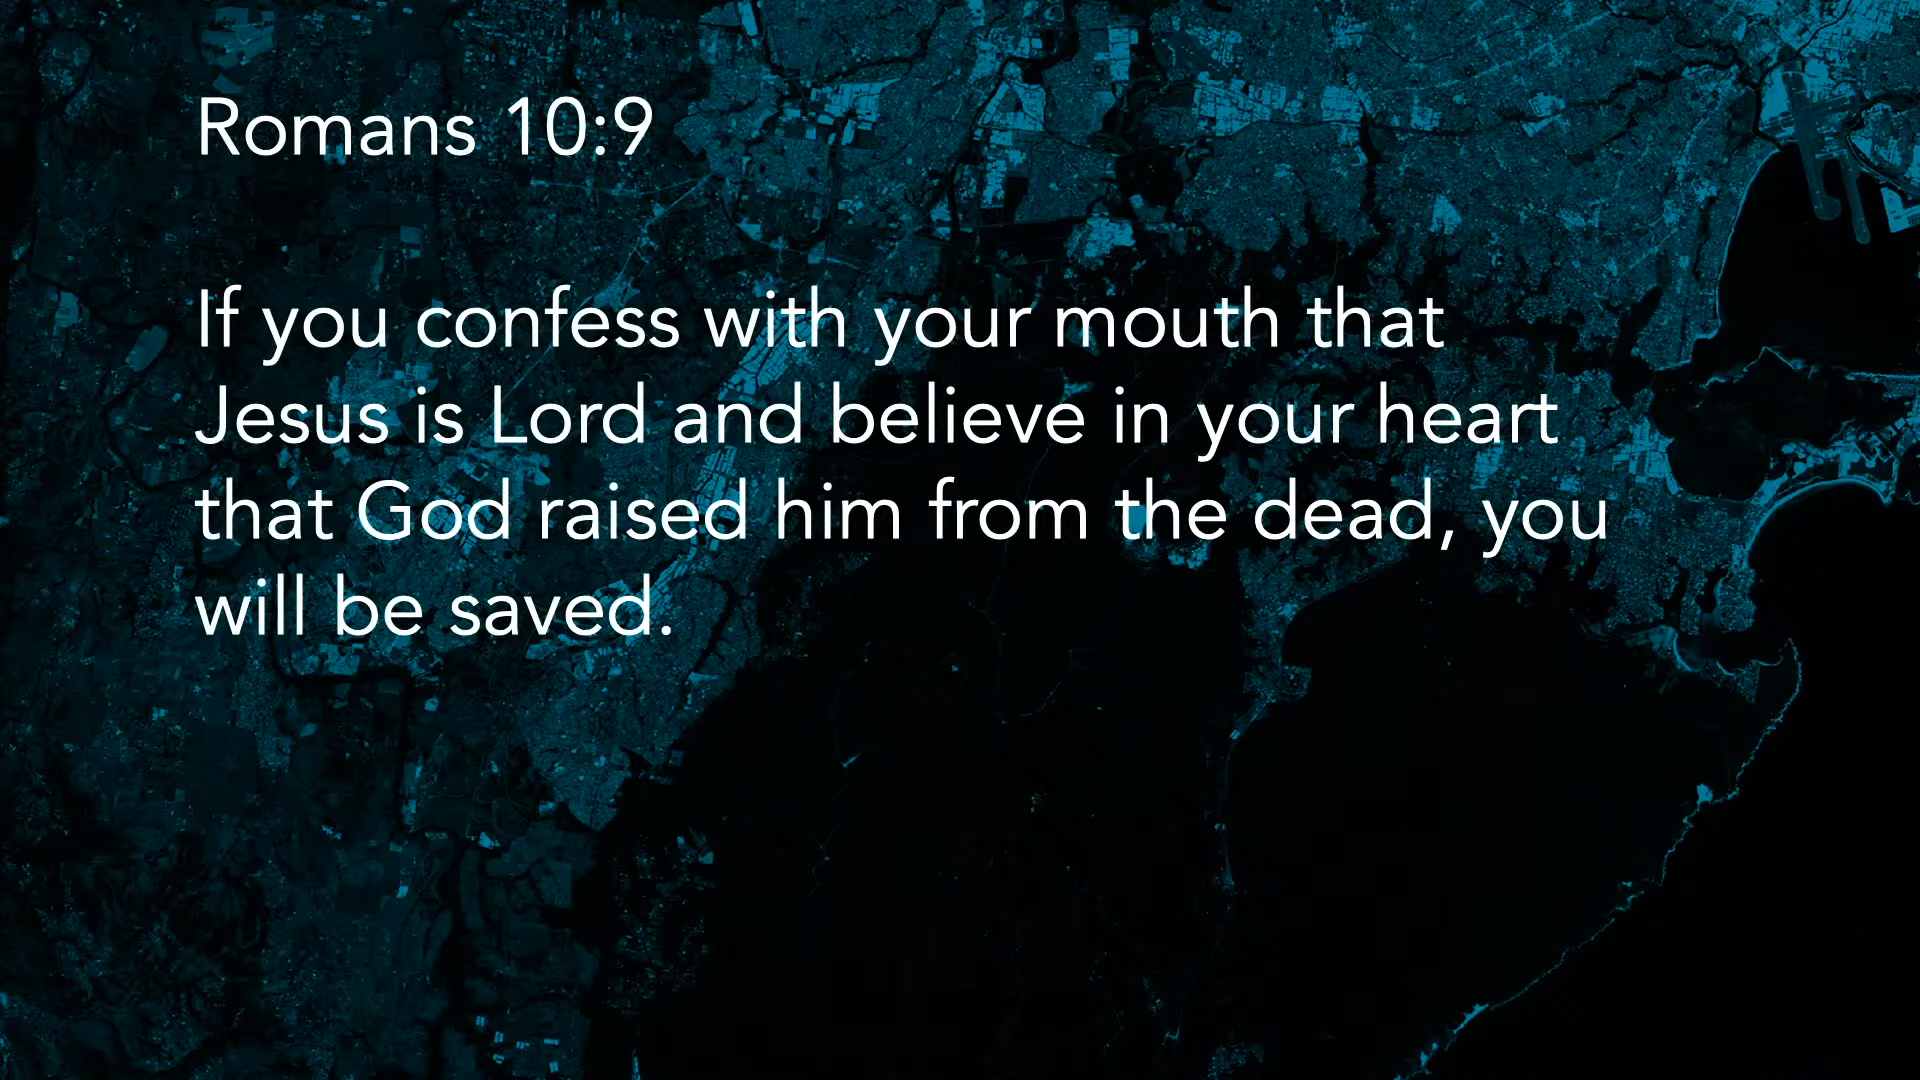 Romans 10:9
If you confess with your mouth that
Jesus is Lord and believe in your heart
that God raised him from the dead, you
will be saved.